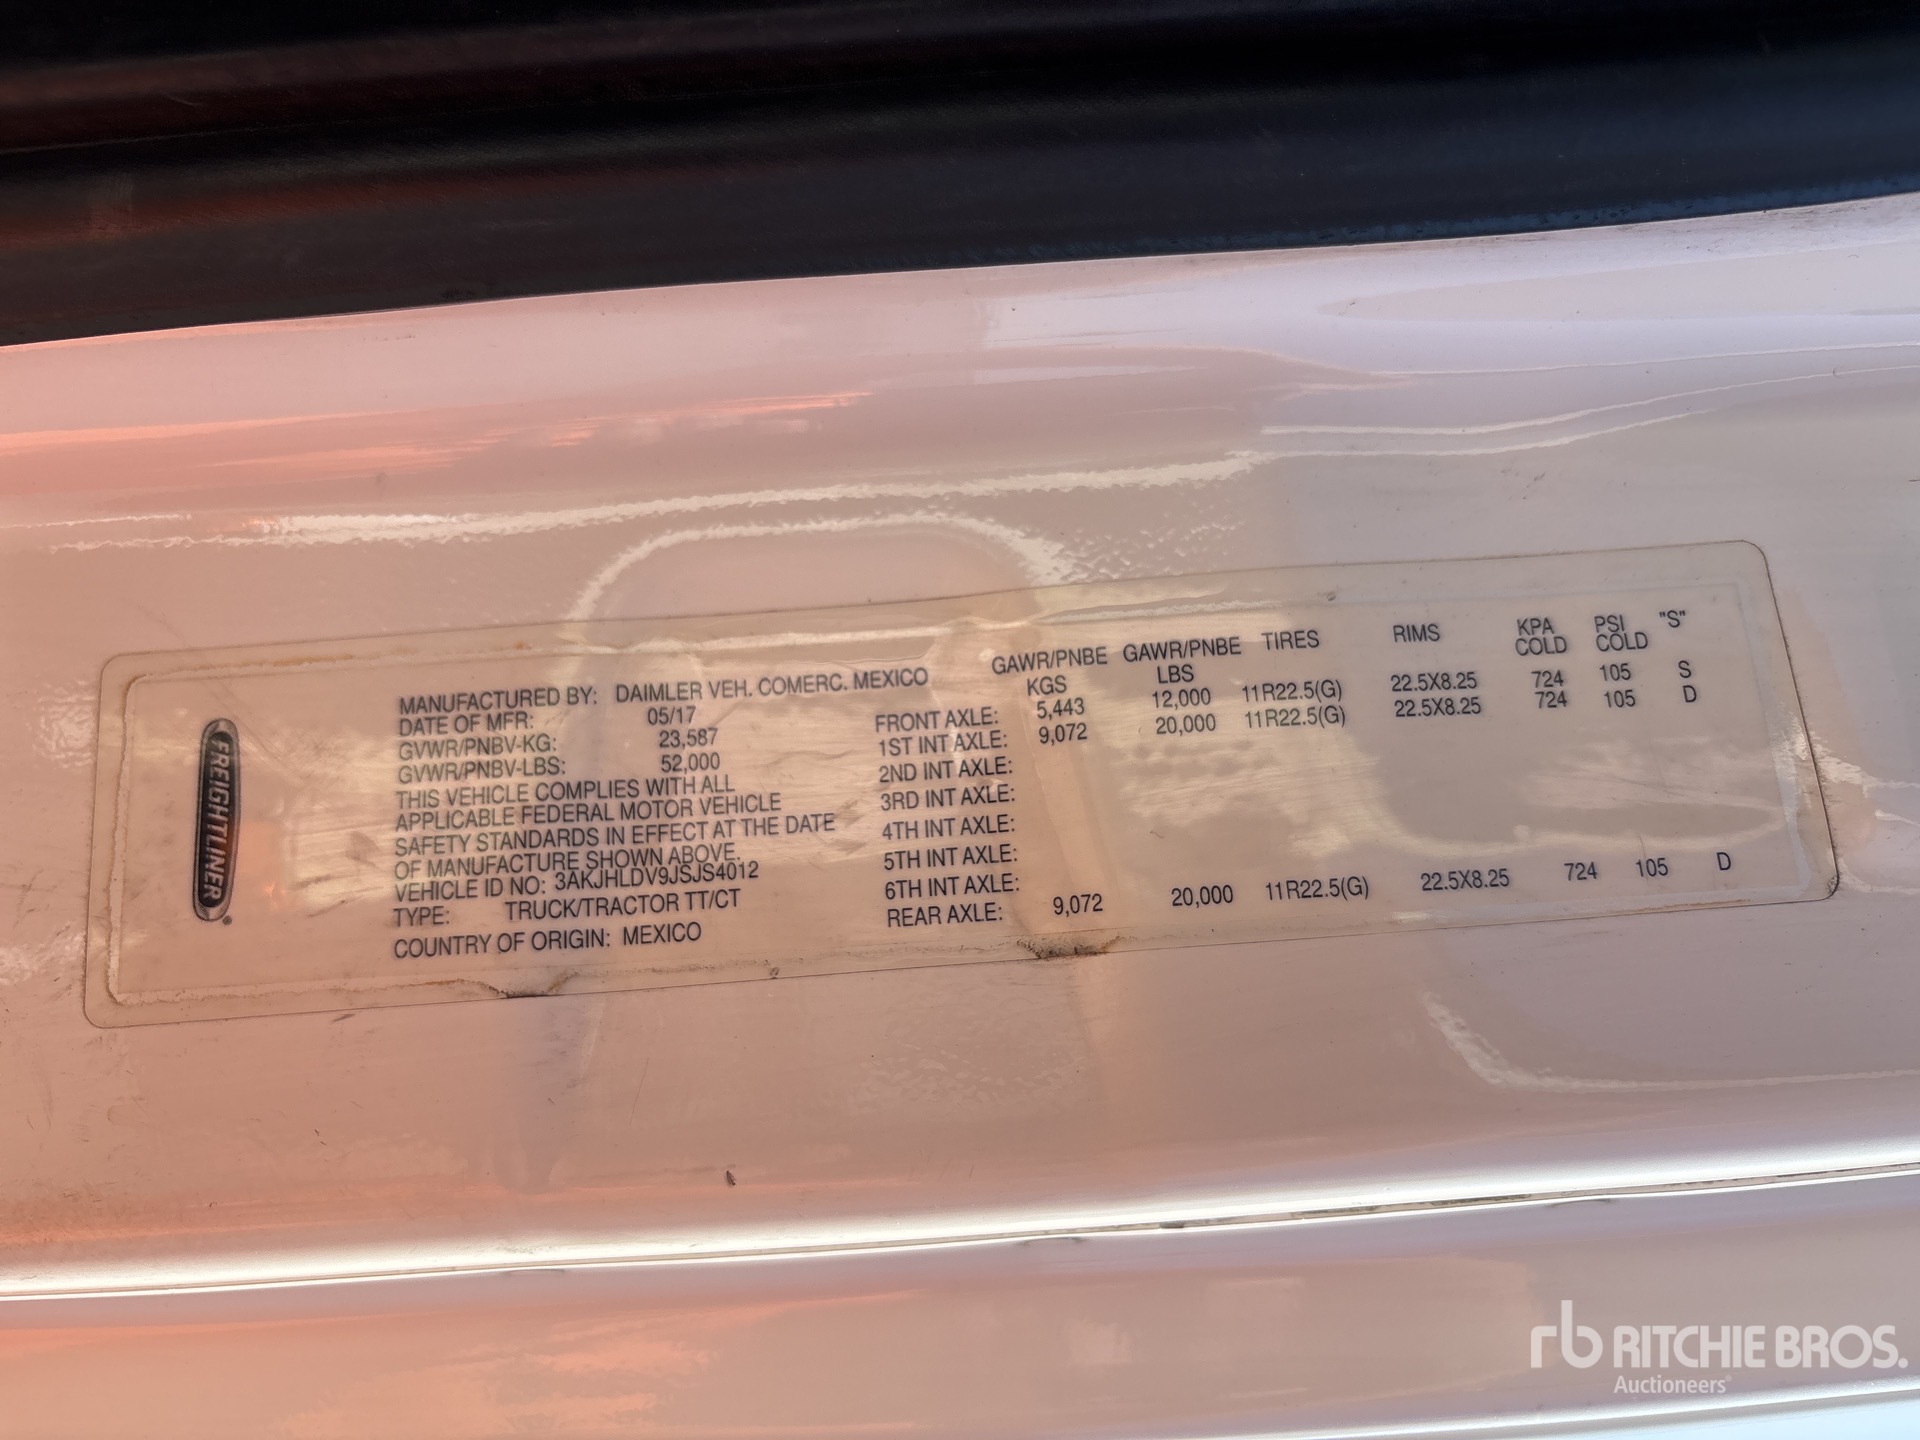 FREIGHTLINER®
MANUFACTURED BY: DAIMLER VEH. COMERC. MEXICO
DATE OF MFR: 05/17
GVWR/PNBV-KG: 23,587
GVWR/PNBV-LBS: 52,000
THIS VEHICLE COMPLIES WITH ALL
APPLICABLE FEDERAL MOTOR VEHICLE
SAFETY STANDARDS IN EFFECT AT THE DATE
OF MANUFACTURE SHOWN ABOVE.
VEHICLE ID NO: 3AKJHLDV9JSJS4012
TYPE: TRUCK/TRACTOR TT/CT
COUNTRY OF ORIGIN: MEXICO
GAWR/PNBE GAWR/PNBE TIRES RIMS KPA PSI "S"
KGS LBS COLD COLD
FRONT AXLE: 5,443 12,000 11R22.5(G) 22.5X8.25 724 105 S
1ST INT AXLE: 9,072 20,000 11R22.5(G) 22.5X8.25 724 105 D
2ND INT AXLE:
3RD INT AXLE:
4TH INT AXLE:
5TH INT AXLE:
6TH INT AXLE:
REAR AXLE: 9,072 20,000 11R22.5(G) 22.5X8.25 724 105 D
rb RITCHIE BROS.
Auctioneers